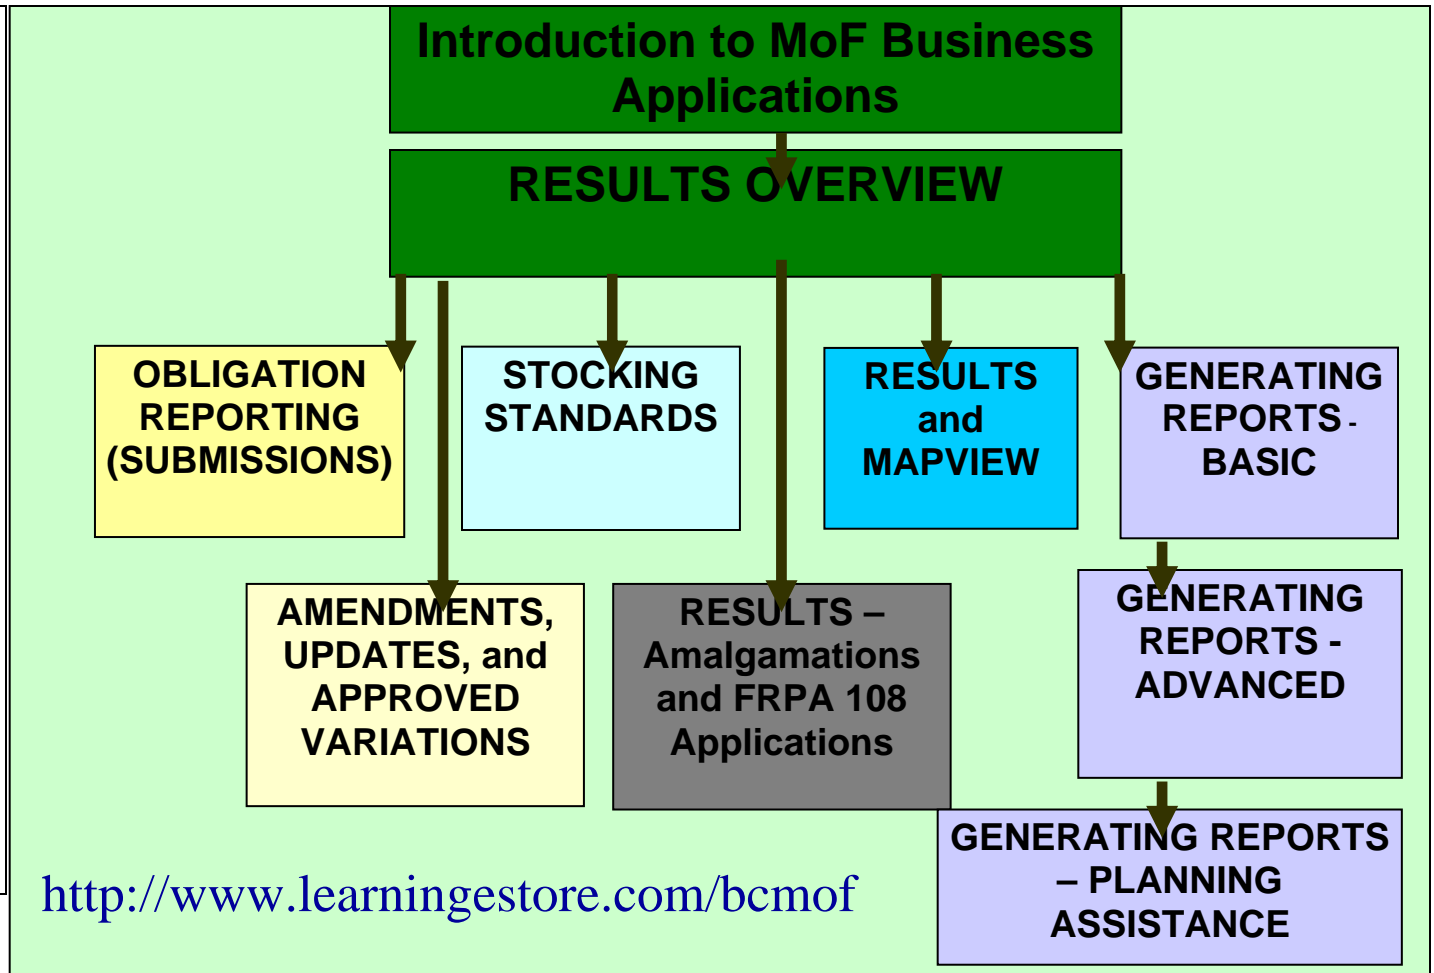 Introduction to MoF Business
Applications
RESULTS OVERVIEW
OBLIGATION
REPORTING
(SUBMISSIONS)
STOCKING
STANDARDS
RESULTS
and
MAPVIEW
GENERATING
REPORTS -
BASIC
AMENDMENTS,
UPDATES, and
APPROVED
VARIATIONS
RESULTS –
Amalgamations
and FRPA 108
Applications
GENERATING
REPORTS -
ADVANCED
GENERATING REPORTS
– PLANNING
ASSISTANCE
http://www.learningestore.com/bcmof